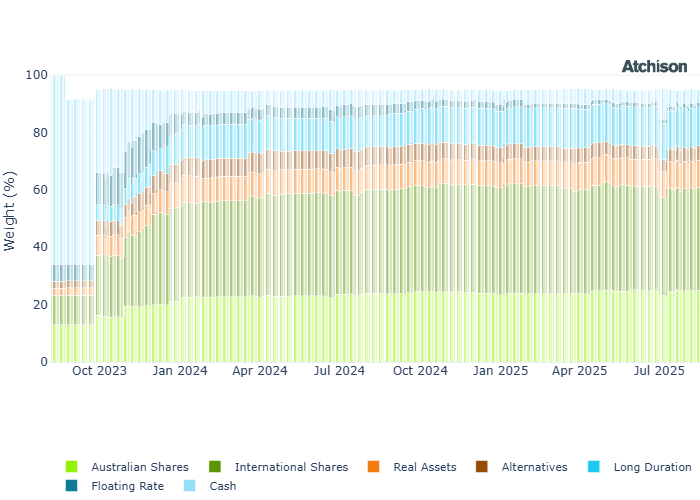 Atchison
100
80
60
40
20
0
Weight (%)
Oct 2023 Jan 2024 Apr 2024 Jul 2024 Oct 2024 Jan 2025 Apr 2025 Jul 2025
Australian Shares International Shares Real Assets Alternatives Long Duration
Floating Rate Cash